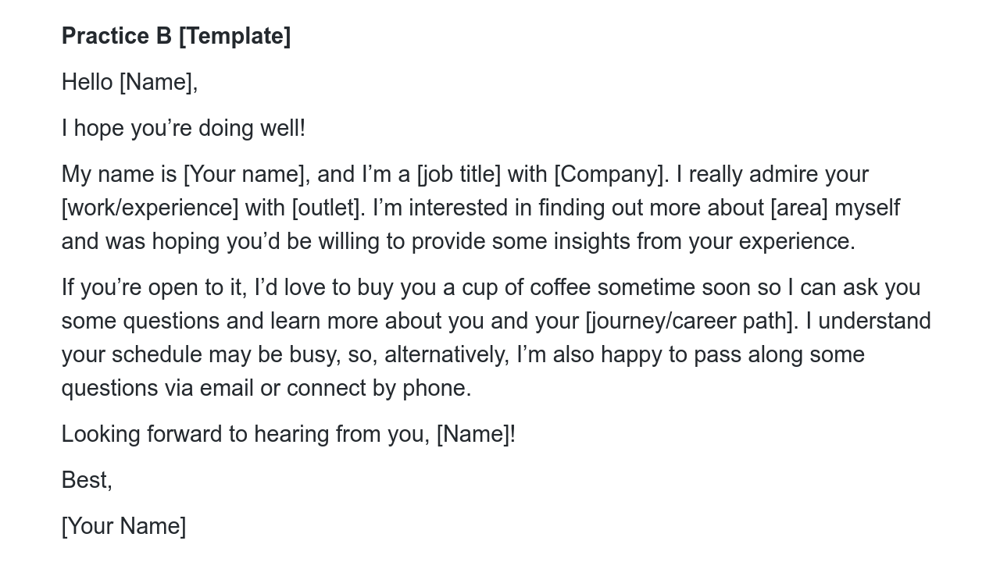 Practice B [Template]
Hello [Name],
I hope you’re doing well!
My name is [Your name], and I’m a [job title] with [Company]. I really admire your
[work/experience] with [outlet]. I’m interested in finding out more about [area] myself
and was hoping you’d be willing to provide some insights from your experience.
If you’re open to it, I’d love to buy you a cup of coffee sometime soon so I can ask you
some questions and learn more about you and your [journey/career path]. I understand
your schedule may be busy, so, alternatively, I’m also happy to pass along some
questions via email or connect by phone.
Looking forward to hearing from you, [Name]!
Best,
[Your Name]